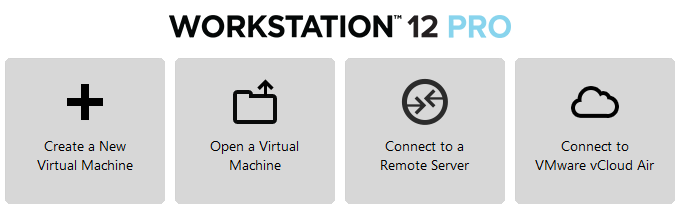 WORKSTATION™ 12 PRO
Create a New
Virtual Machine
Open a Virtual
Machine
Connect to a
Remote Server
Connect to
VMware vCloud Air